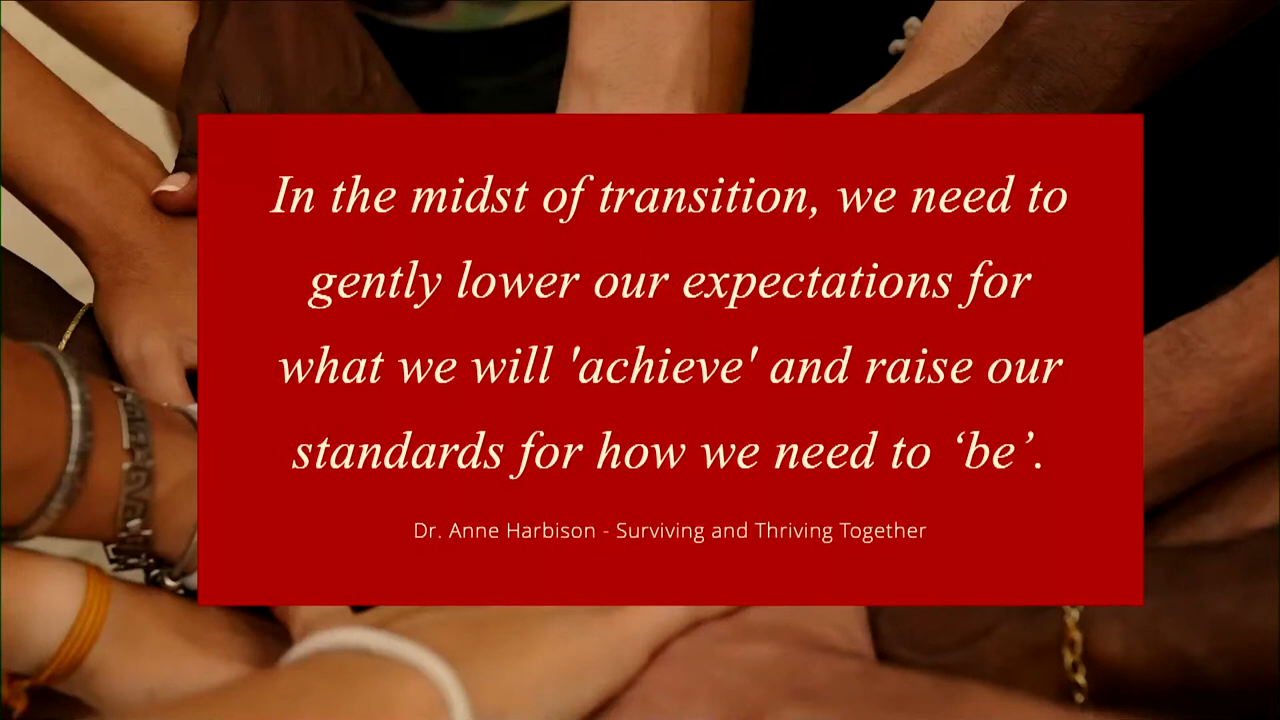 In the midst of transition, we need to
gently lower our expectations for
what we will 'achieve' and raise our
standards for how we need to ‘be’.
Dr. Anne Harbison - Surviving and Thriving Together